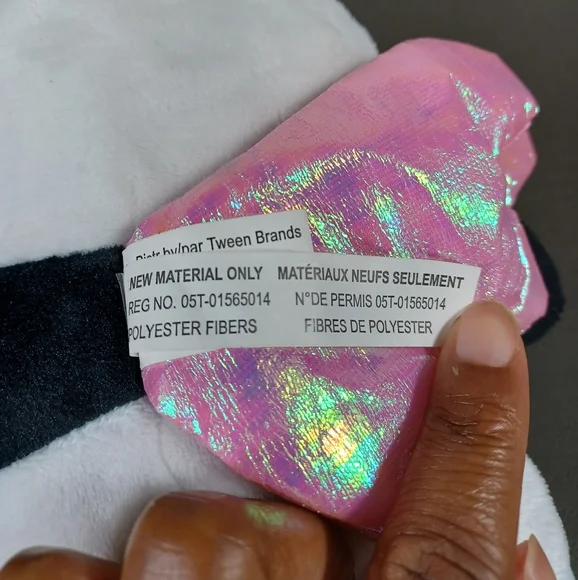 Distr by/par Tween Brands
NEW MATERIAL ONLY MATÉRIAUX NEUFS SEULEMENT
REG NO. 05T-01565014 N°DE PERMIS 05T-01565014
POLYESTER FIBERS FIBRES DE POLYESTER